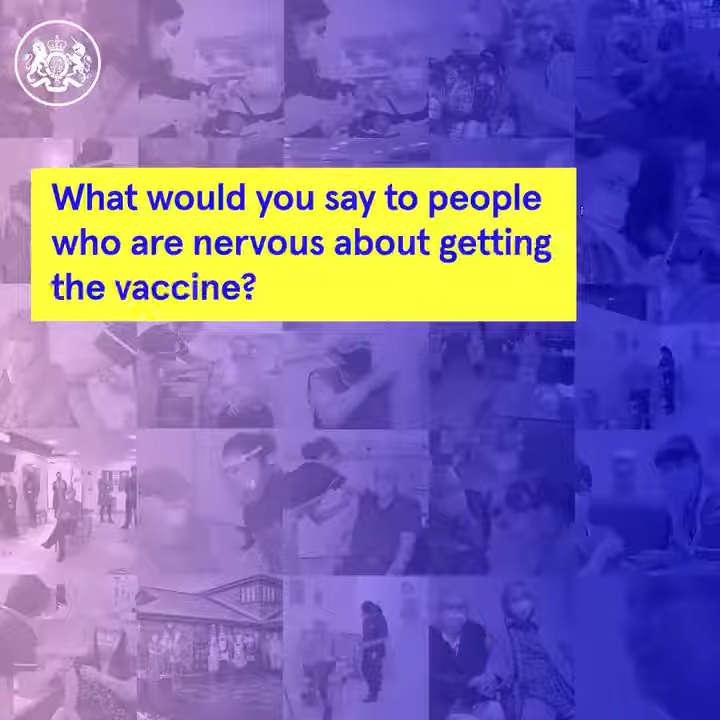 What would you say to people
who are nervous about getting
the vaccine?